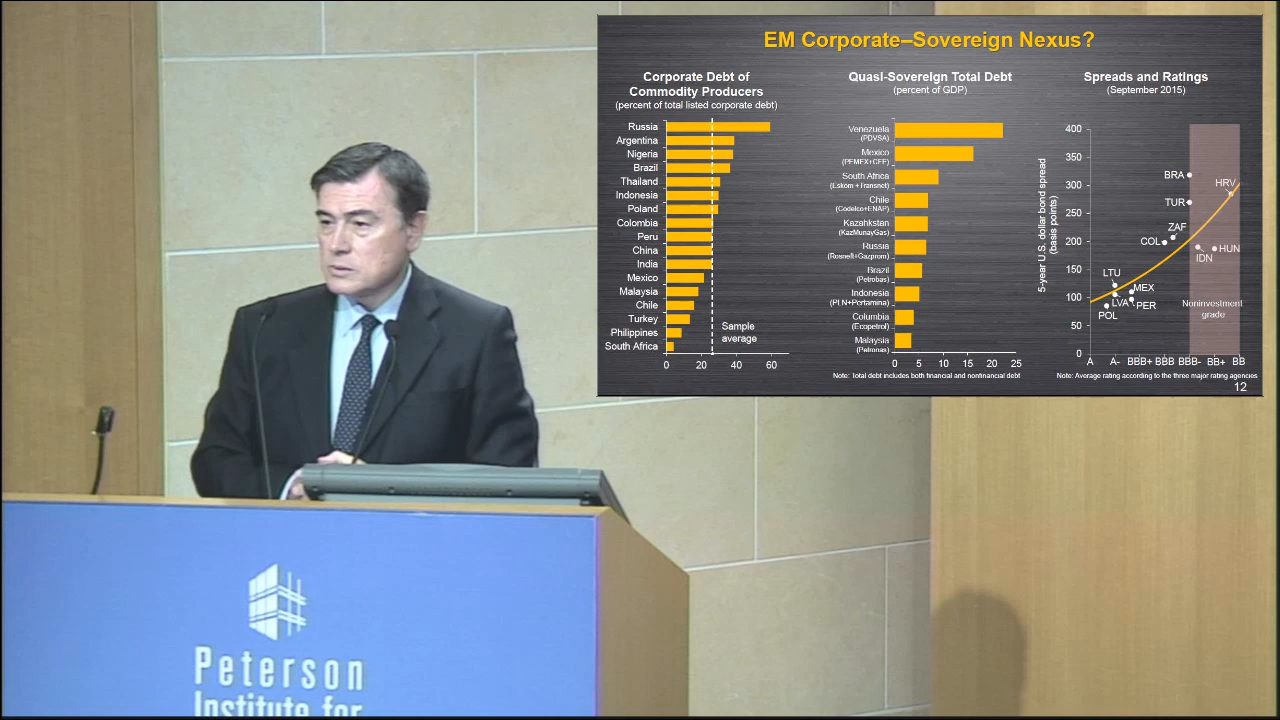 EM Corporate–Sovereign Nexus?
Corporate Debt of
Commodity Producers
(percent of total listed corporate debt)
Russia
Argentina
Nigeria
Brazil
Thailand
Indonesia
Poland
Colombia
Peru
China
India
Mexico
Malaysia
Chile
Turkey
Philippines
South Africa
Sample
average
0 20 40 60
Quasi-Sovereign Total Debt
(percent of GDP)
Venezuela
(PDVSA)
Mexico
(PEMEX+CFE)
South Africa
(Eskom +Transnet)
Chile
(Codelco+ENAP)
Kazahkstan
(KazMunayGas)
Russia
(Rosneft+Gazprom)
Brazil
(Petrobas)
Indonesia
(PLN+Pertamina)
Columbia
(Ecopetrol)
Malaysia
(Petronas)
0 5 10 15 20 25
Note: Total debt includes both financial and nonfinancial debt
Spreads and Ratings
(September 2015)
5-year U.S. dollar bond spread
(basis points)
400
350
300
250
200
150
100
50
0
BRA
HRV
TUR
ZAF
COL
HUN
IDN
LTU
MEX
LVA
PER
POL
Noninvestment
grade
A A- BBB+ BBB BBB- BB+ BB
Note: Average rating according to the three major rating agencies
12
Peterson
Institute for